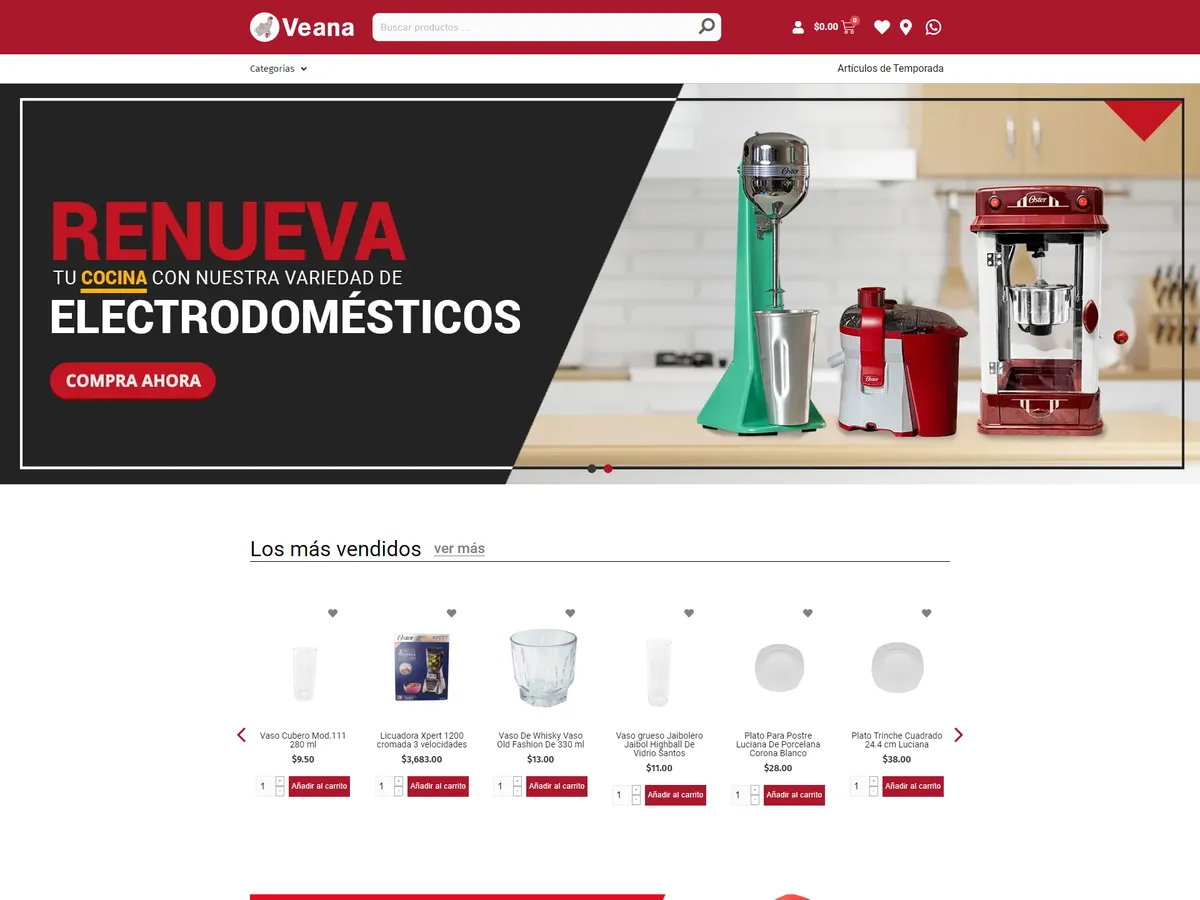 Veana
Buscar productos ...
$0.00
0
Categorías
Artículos de Temporada
RENUEVA
TU COCINA CON NUESTRA VARIEDAD DE
ELECTRODOMÉSTICOS
COMPRA AHORA
Oster
Oster
Oster
Los más vendidos
ver más
Oster
Vaso Cubero Mod.111
280 ml
$9.50
1
Añadir al carrito
Licuadora Xpert 1200
cromada 3 velocidades
$3,683.00
1
Añadir al carrito
Vaso De Whisky Vaso
Old Fashion De 330 ml
$13.00
1
Añadir al carrito
Vaso grueso Jaibolero
Jaibol Highball De
Vidrio Santos
$11.00
1
Añadir al carrito
Plato Para Postre
Luciana De Porcelana
Corona Blanco
$28.00
1
Añadir al carrito
Plato Trinche Cuadrado
24.4 cm Luciana
$38.00
1
Añadir al carrito